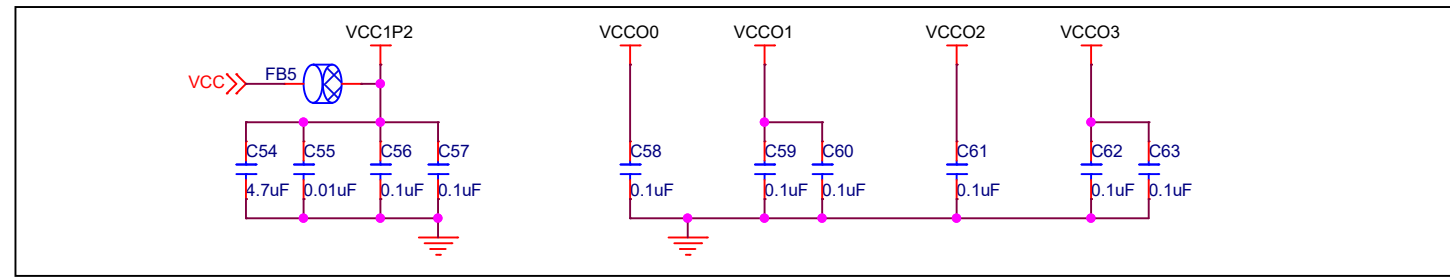 VCC1P2 VCCO0 VCCO1 VCCO2 VCCO3
VCC FB5
C54 C55 C56 C57 C58 C59 C60 C61 C62 C63
4.7uF 0.01uF 0.1uF 0.1uF 0.1uF 0.1uF 0.1uF 0.1uF 0.1uF 0.1uF